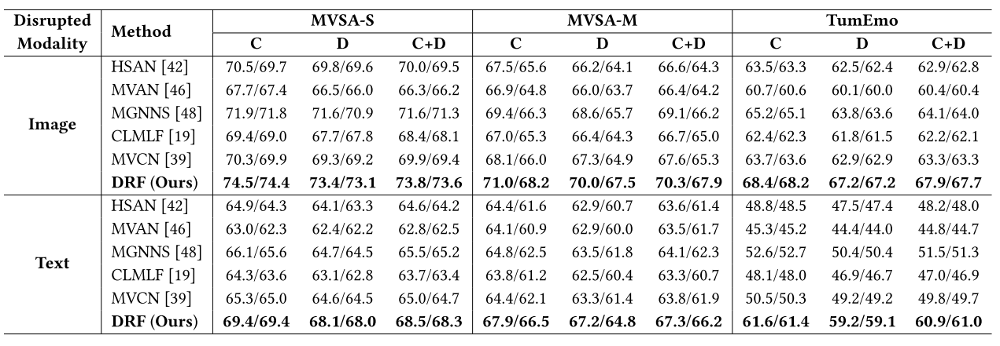 Disrupted Modality Method MVSA-S MVSA-M TumEmo
C D C+D C D C+D C D C+D
Image
HSAN [42] 70.5/69.7 69.8/69.6 70.0/69.5 67.5/65.6 66.2/64.1 66.6/64.3 63.5/63.3 62.5/62.4 62.9/62.8
MVAN [46] 67.7/67.4 66.5/66.0 66.3/66.2 66.9/64.8 66.0/63.7 66.4/64.2 60.7/60.6 60.1/60.0 60.4/60.4
MGNNS [48] 71.9/71.8 71.6/70.9 71.6/71.3 69.4/66.3 68.6/65.7 69.1/66.2 65.2/65.1 63.8/63.6 64.1/64.0
CLMLF [19] 69.4/69.0 67.7/67.8 68.4/68.1 67.0/65.3 66.4/64.3 66.7/65.0 62.4/62.3 61.8/61.5 62.2/62.1
MVCN [39] 70.3/69.9 69.3/69.2 69.9/69.4 68.1/66.0 67.3/64.9 67.6/65.3 63.7/63.6 62.9/62.9 63.3/63.3
DRF (Ours) 74.5/74.4 73.4/73.1 73.8/73.6 71.0/68.2 70.0/67.5 70.3/67.9 68.4/68.2 67.2/67.2 67.9/67.7
Text
HSAN [42] 64.9/64.3 64.1/63.3 64.6/64.2 64.4/61.6 62.9/60.7 63.6/61.4 48.8/48.5 47.5/47.4 48.2/48.0
MVAN [46] 63.0/62.3 62.4/62.2 62.8/62.5 64.1/60.9 62.9/60.0 63.5/61.7 45.3/45.2 44.4/44.0 44.8/44.7
MGNNS [48] 66.1/65.6 64.7/64.5 65.5/65.2 64.8/62.5 63.5/61.8 64.1/62.3 52.6/52.7 50.4/50.4 51.5/51.3
CLMLF [19] 64.3/63.6 63.1/62.8 63.7/63.4 63.8/61.2 62.5/60.4 63.3/60.7 48.1/48.0 46.9/46.7 47.0/46.9
MVCN [39] 65.3/65.0 64.6/64.5 65.0/64.7 64.4/62.1 63.3/61.4 63.8/61.9 50.5/50.3 49.2/49.2 49.8/49.7
DRF (Ours) 69.4/69.4 68.1/68.0 68.5/68.3 67.9/66.5 67.2/64.8 67.3/66.2 61.6/61.4 59.2/59.1 60.9/61.0